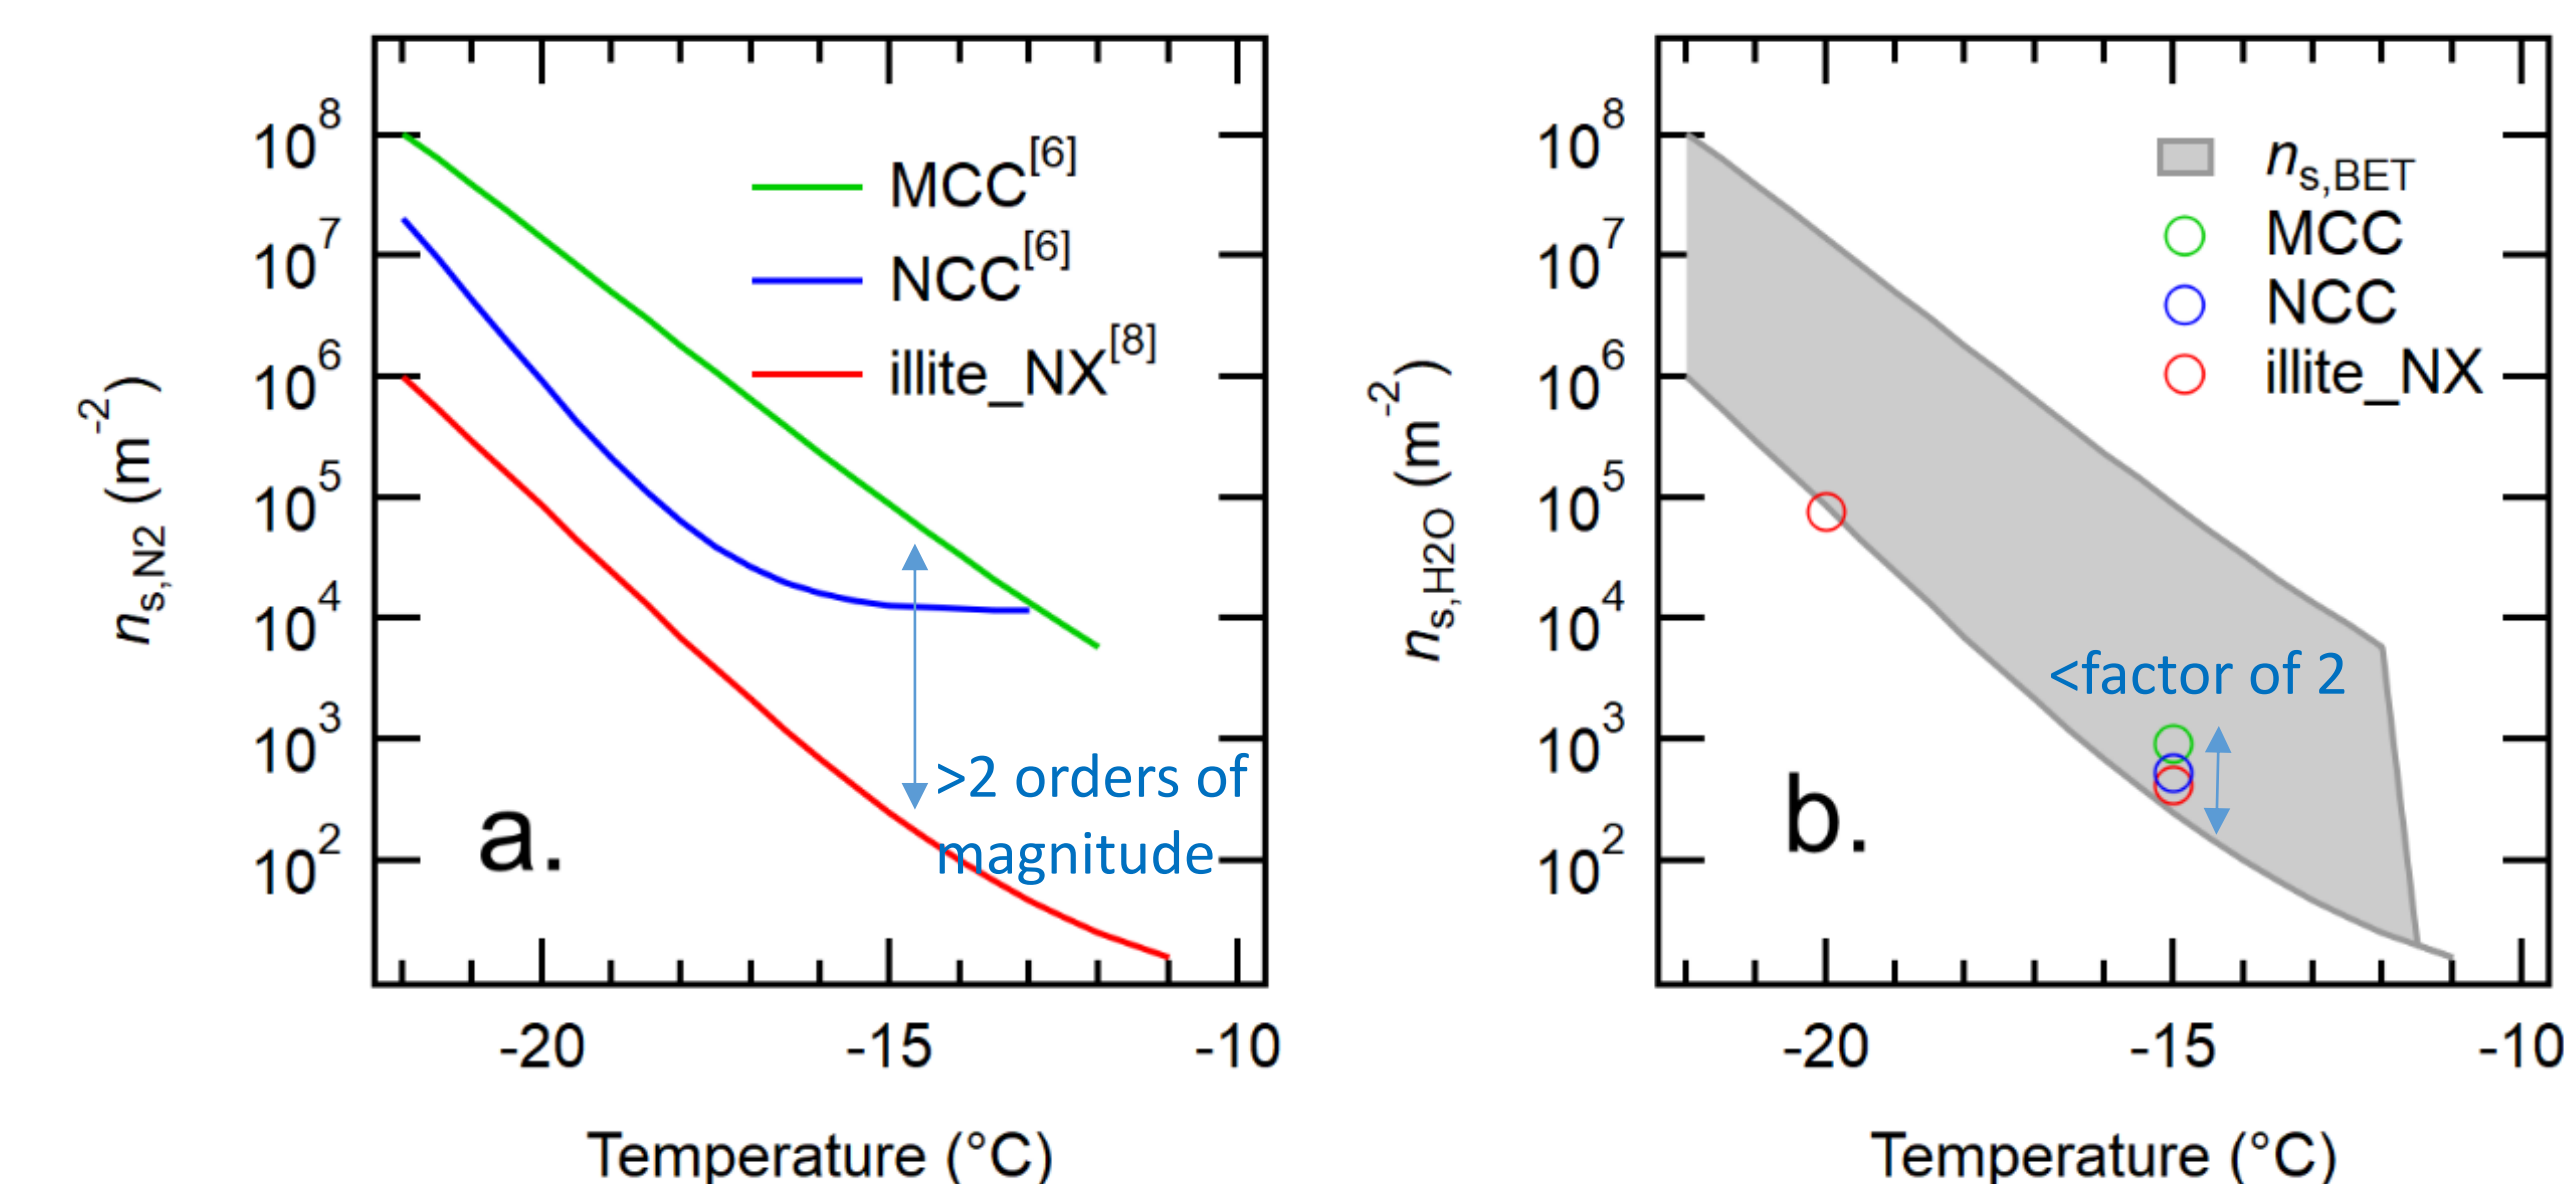 10^8
10^7
10^6
10^5
10^4
10^3
10^2
n_s,N2 (m^-2)
MCC^[6]
NCC^[6]
illite_NX^[8]
>2 orders of
magnitude
a.
-20 -15 -10
Temperature (°C)
10^8
10^7
10^6
10^5
10^4
10^3
10^2
n_s,H2O (m^-2)
n_s,BET
MCC
NCC
illite_NX
<factor of 2
b.
-20 -15 -10
Temperature (°C)